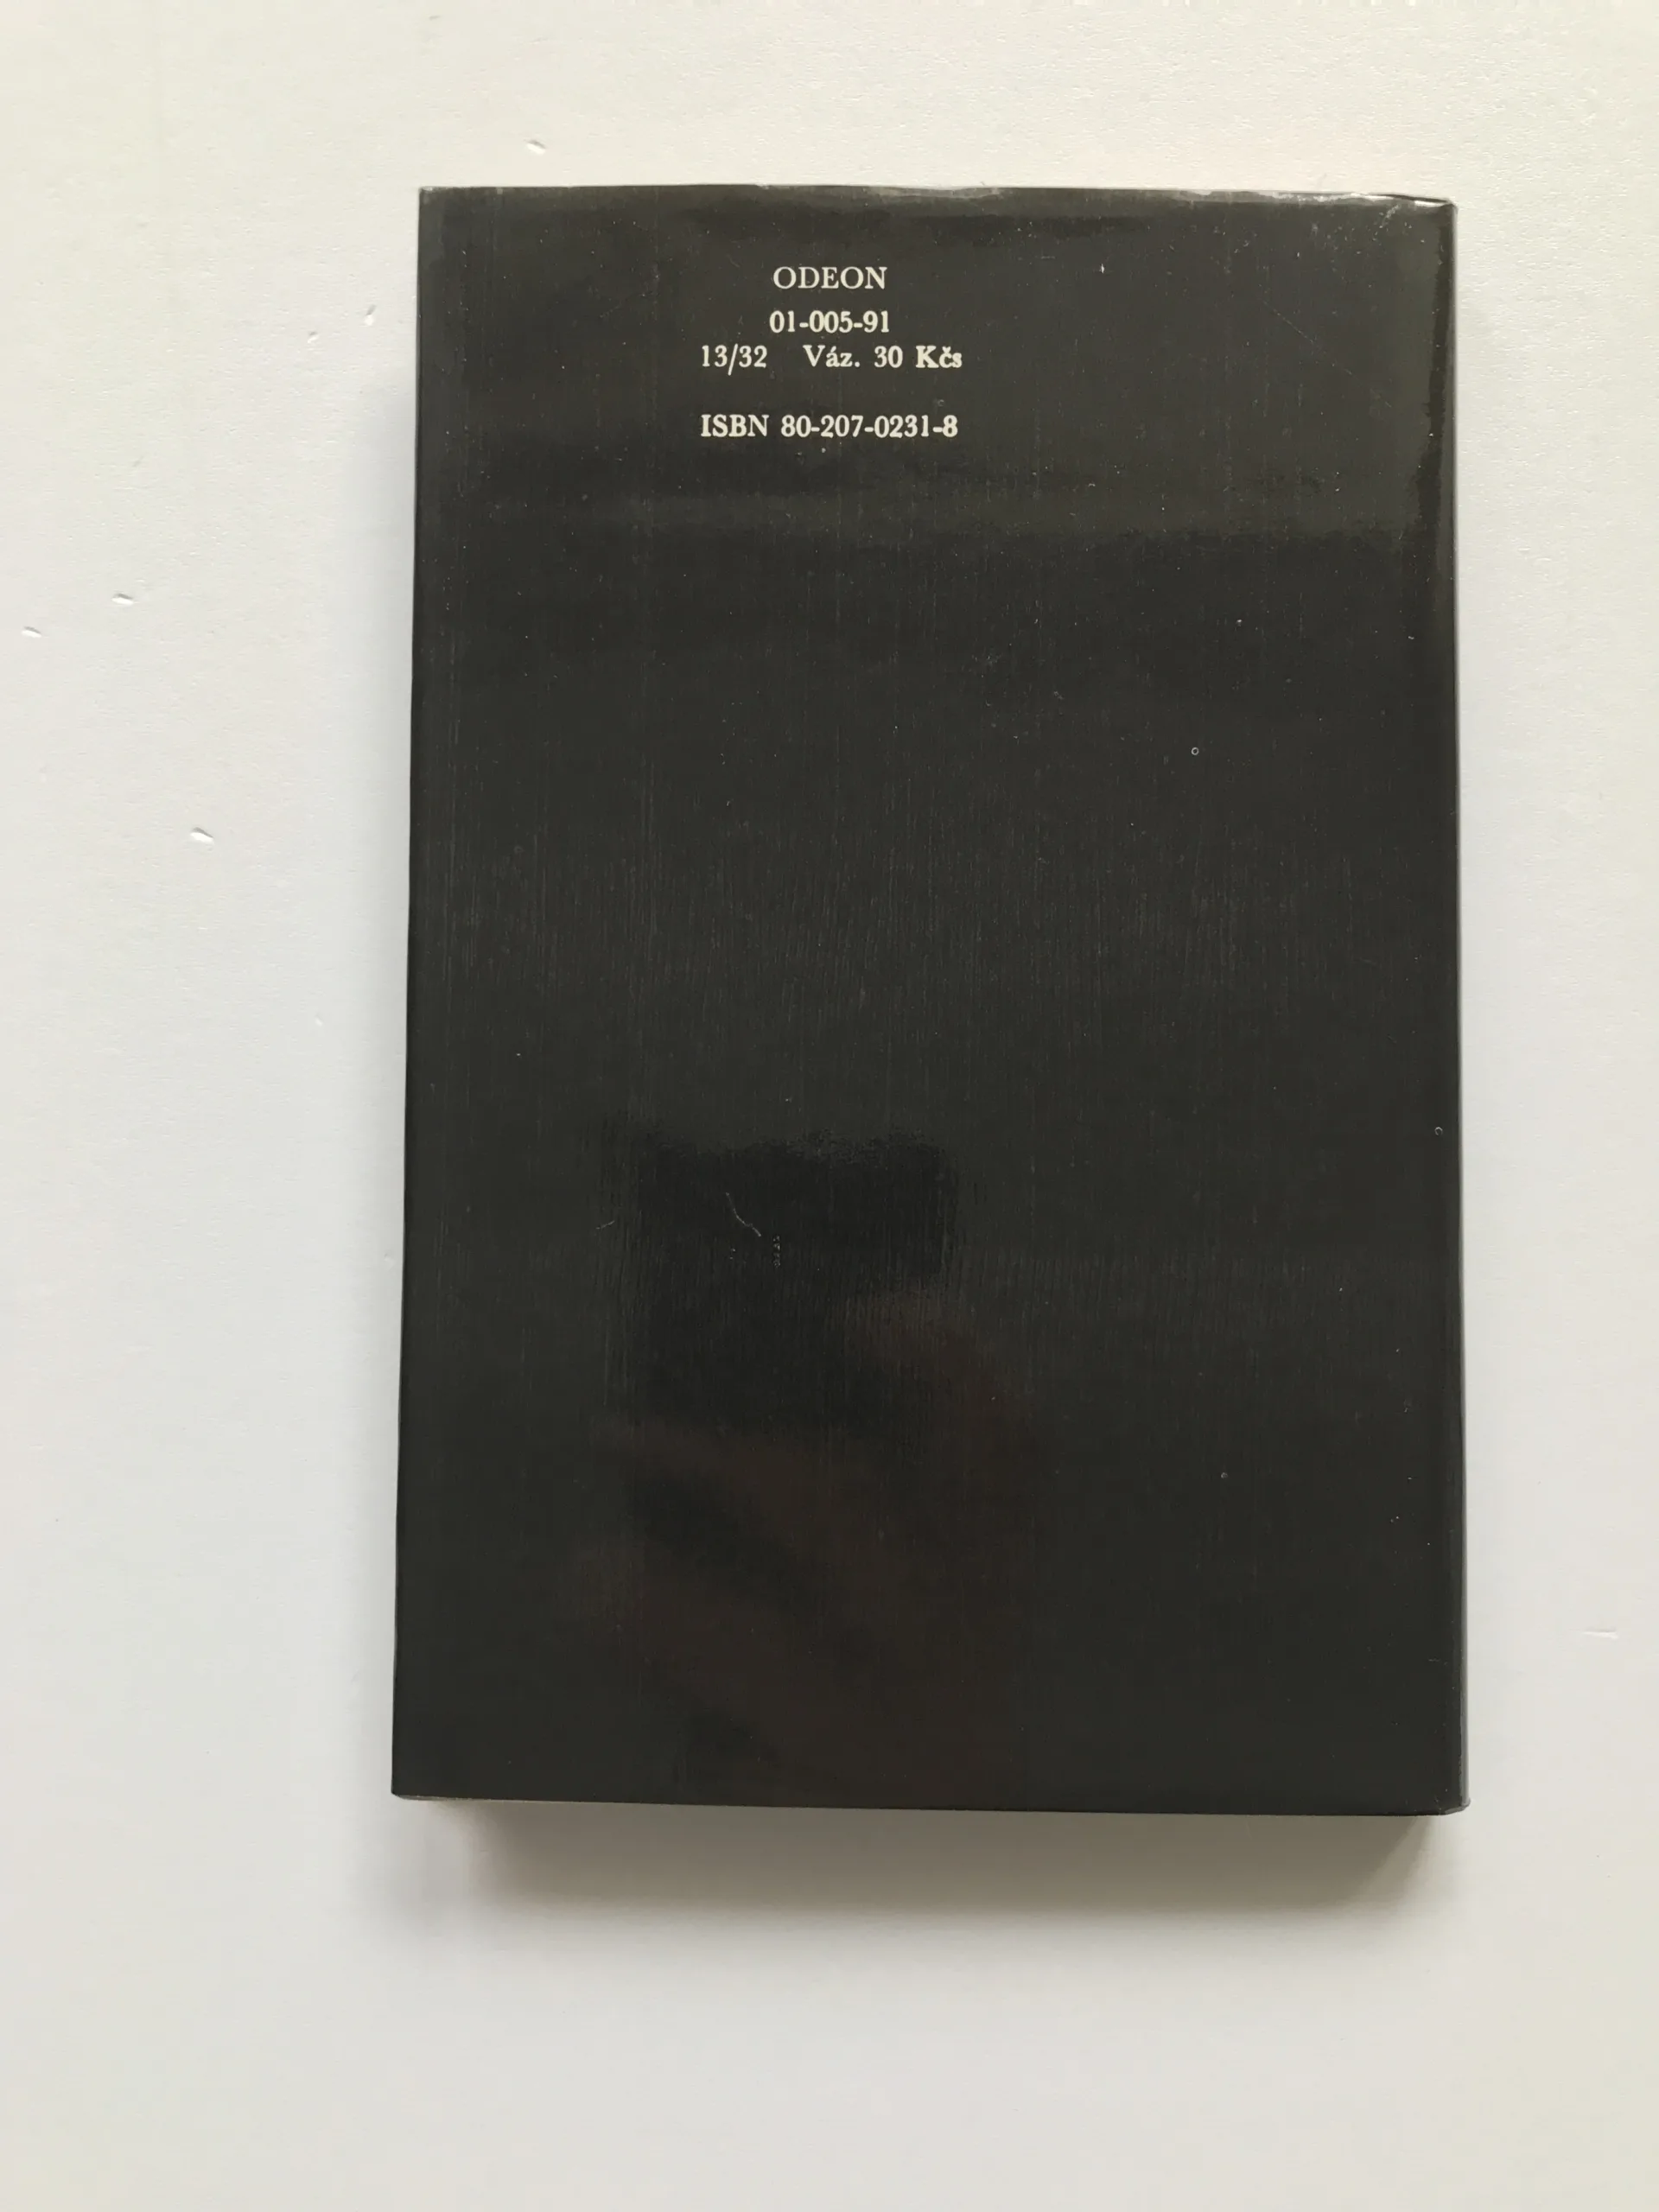 ODEON
01-005-91
13/32 Váz. 30 Kčs
ISBN 80-207-0231-8